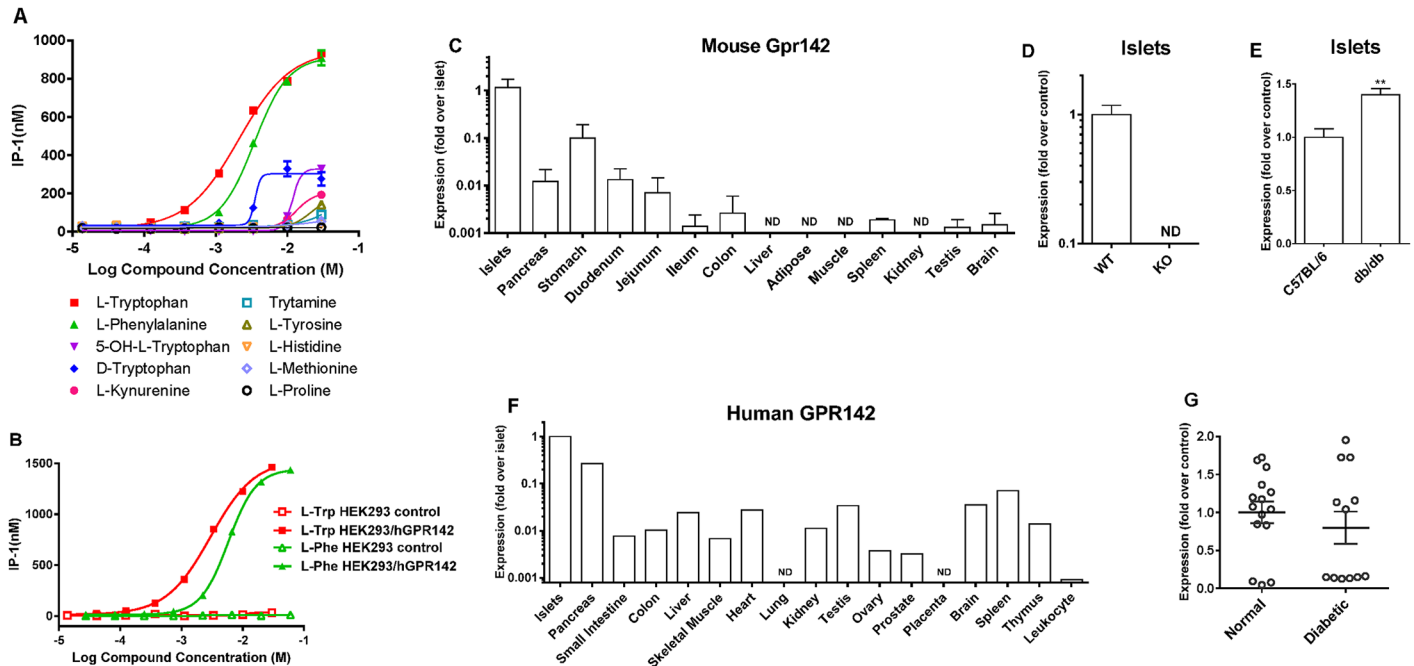 A
1000
800
600
400
200
0
IP-1(nM)
-5
-4
-3
-2
-1
Log Compound Concentration (M)
L-Tryptophan
L-Phenylalanine
5-OH-L-Tryptophan
D-Tryptophan
L-Kynurenine
Trytamine
L-Tyrosine
L-Histidine
L-Methionine
L-Proline
B
1500
1000
500
0
IP-1(nM)
-5
-4
-3
-2
-1
Log Compound Concentration (M)
L-Trp HEK293 control
L-Trp HEK293/hGPR142
L-Phe HEK293 control
L-Phe HEK293/hGPR142
C
Mouse Gpr142
Expression (fold over islet)
1
0.1
0.01
0.001
ND
ND
ND
ND
Islets
Pancreas
Stomach
Duodenum
Jejunum
Ileum
Colon
Liver
Adipose
Muscle
Spleen
Kidney
Testis
Brain
D
Islets
Expression (fold over control)
1
0.1
ND
WT
KO
E
Islets
Expression (fold over control)
1.5
1.0
0.5
0.0
**
C57BL/6
db/db
F
Human GPR142
Expression (fold over islet)
1
0.1
0.01
0.001
ND
ND
Islets
Pancreas
Small Intestine
Colon
Liver
Skeletal Muscle
Heart
Lung
Kidney
Testis
Ovary
Prostate
Placenta
Brain
Spleen
Thymus
Leukocyte
G
Expression (fold over control)
2.0
1.5
1.0
0.5
0.0
Normal
Diabetic